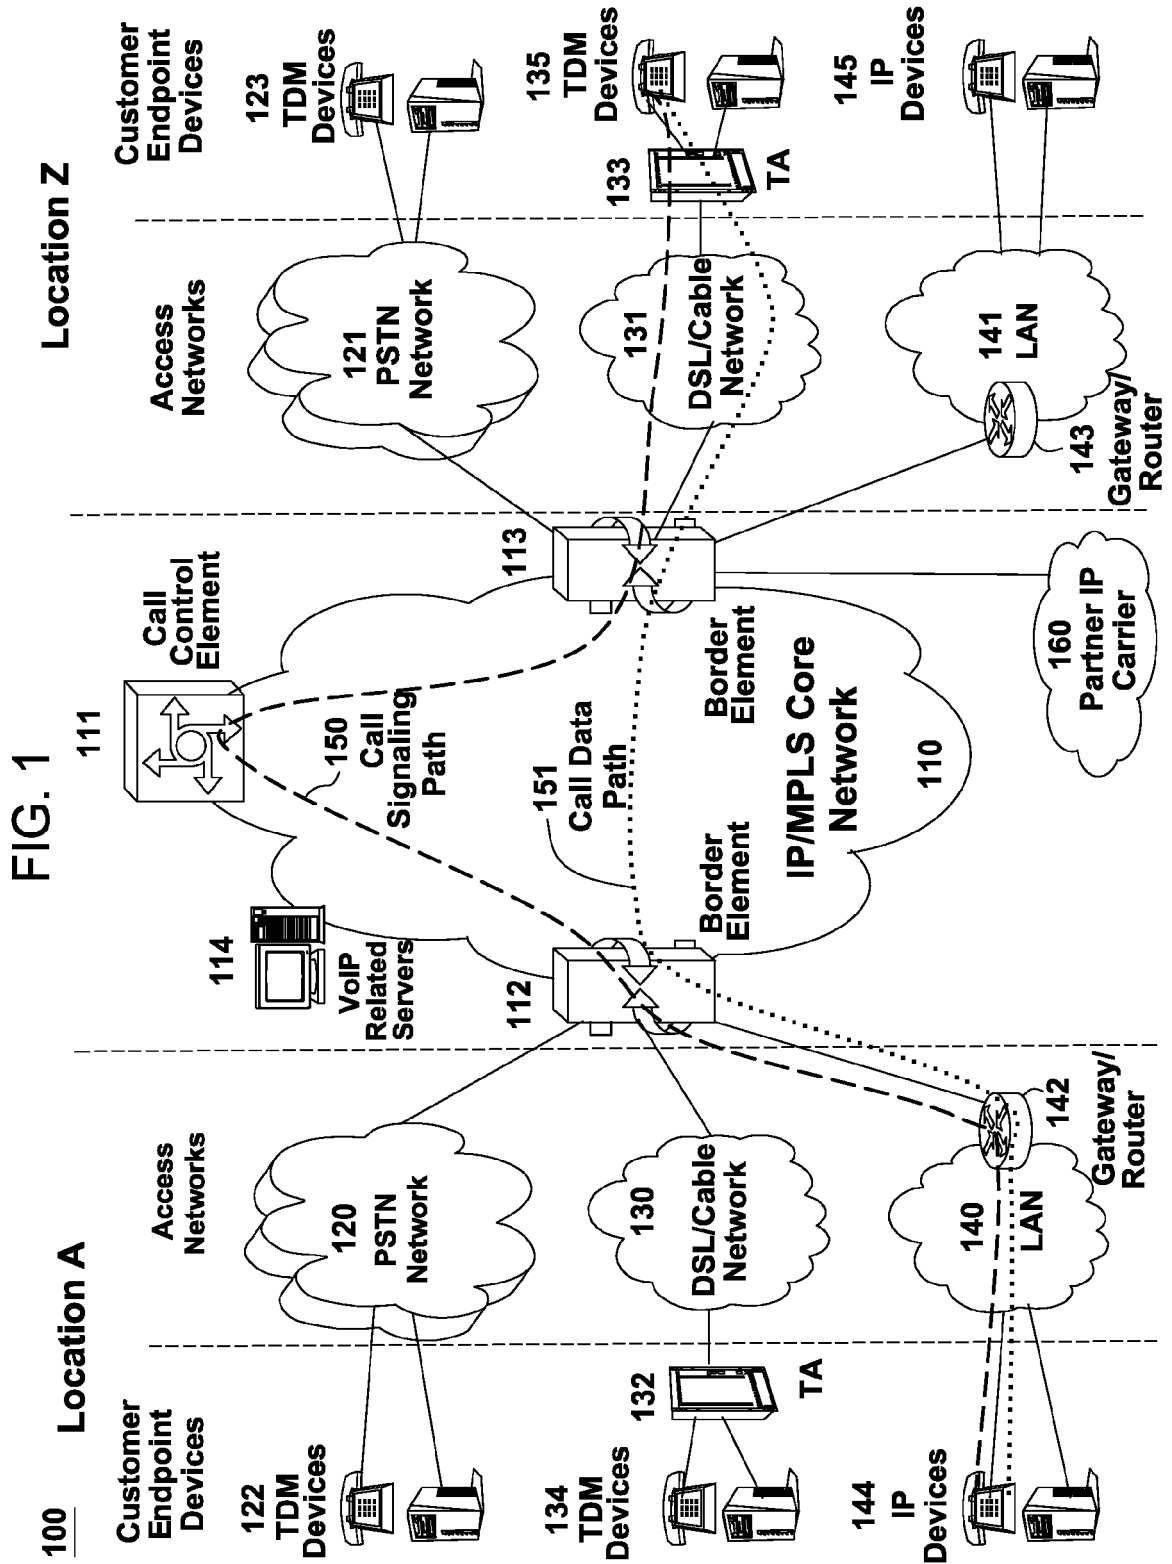 FIG. 1
100
Location A
Location Z
Customer
Endpoint
Devices
Access
Networks
114
VoIP
Related
Servers
111
Call
Control
Element
Access
Networks
Customer
Endpoint
Devices
122
TDM
Devices
120
PSTN
Network
150
Call
Signaling
Path
121
PSTN
Network
123
TDM
Devices
112
113
134
TDM
Devices
132
TA
130
DSL/Cable
Network
151
Call Data
Path
131
DSL/Cable
Network
133
TA
135
TDM
Devices
Border
Element
Border
Element
IP/MPLS Core
Network
110
144
IP
Devices
140
LAN
142
Gateway/
Router
160
Partner IP
Carrier
143
Gateway/
Router
141
LAN
145
IP
Devices